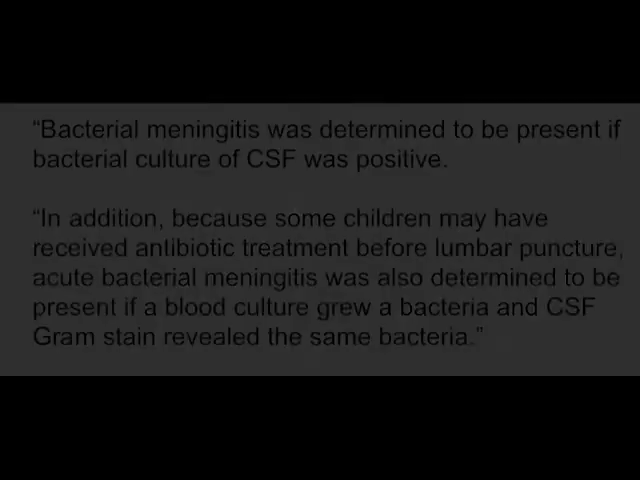 “Bacterial meningitis was determined to be present if
bacterial culture of CSF was positive.
“In addition, because some children may have
received antibiotic treatment before lumbar puncture,
acute bacterial meningitis was also determined to be
present if a blood culture grew a bacteria and CSF
Gram stain revealed the same bacteria.”